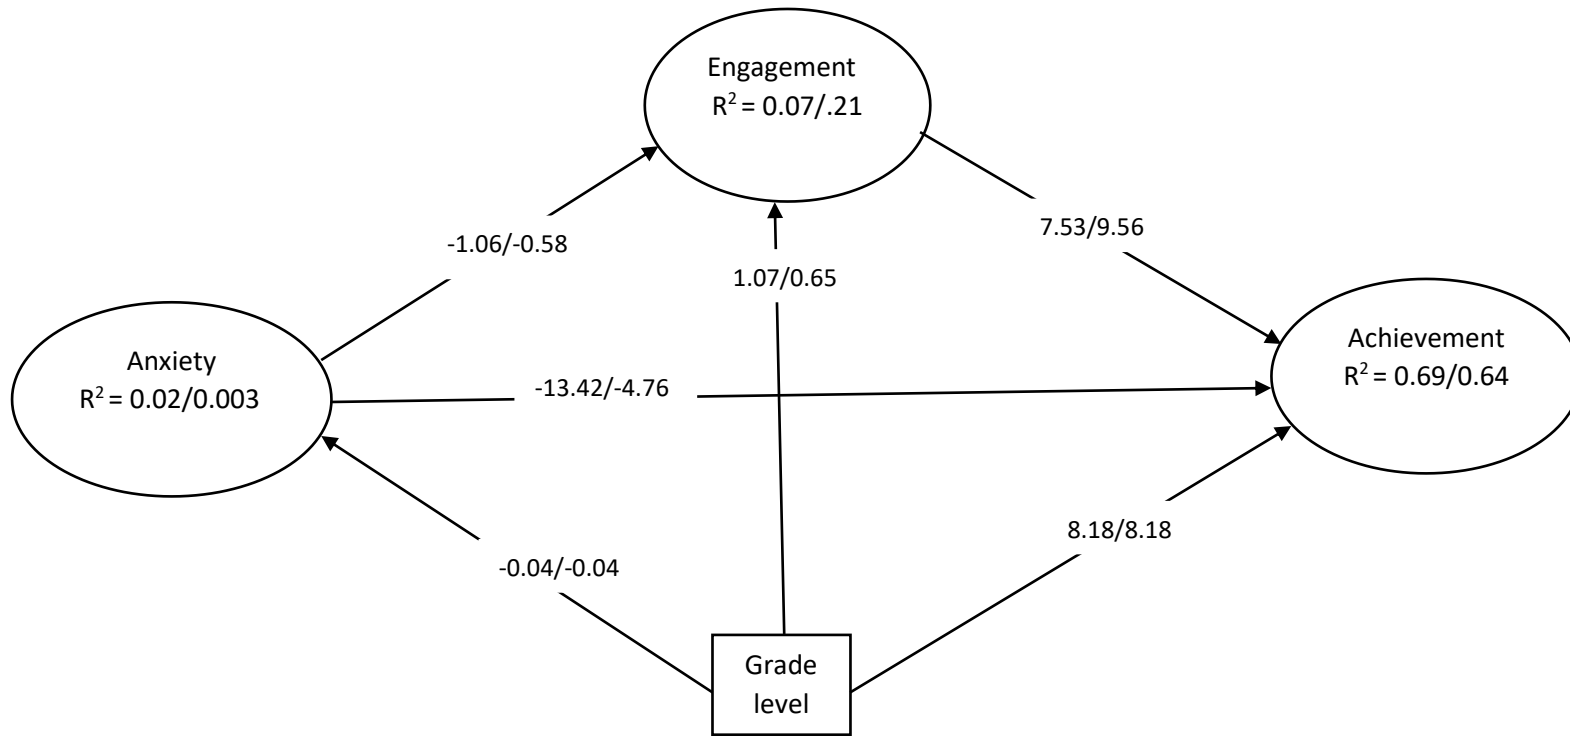 Engagement
R² = 0.07/.21
-1.06/-0.58
7.53/9.56
1.07/0.65
Anxiety
R² = 0.02/0.003
Achievement
R² = 0.69/0.64
-13.42/-4.76
8.18/8.18
-0.04/-0.04
Grade
level